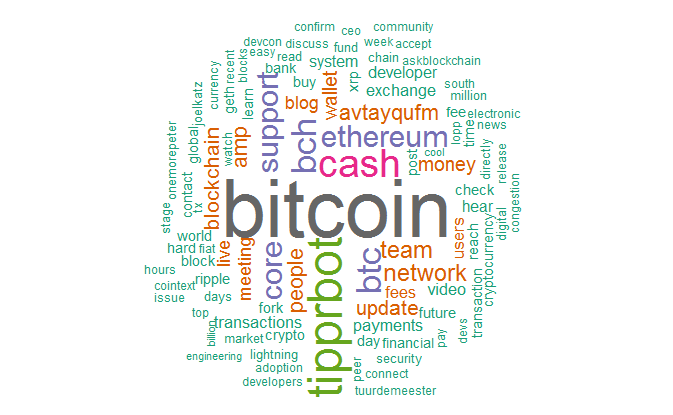 confirm
ceo
community
devcon
discuss
fund
week
accept
easy
read
system
chain
askblockchain
currency
recent
blocks
bank
xrp
developer
joelkatz
geth
learn
support
buy
wallet
exchange
south
million
blog
avtayqufm
fee
electronic
onemorepeter
global
watch
amp
bch
ethereum
lopp
time
news
blockchain
cash
post
cool
money
directly
release
contact
tx
bitcoin
check
congestion
stage
hear
digital
world
live
meeting
core
people
tipprbot
btc
team
users
reach
cryptocurrency
hard
fiat
block
network
transaction
hours
ripple
fees
video
cointext
issue
days
fork
update
future
devs
top
transactions
payments
pay
billion
market
crypto
day
financial
engineering
lightning
peer
security
adoption
connect
developers
tuurdemeester